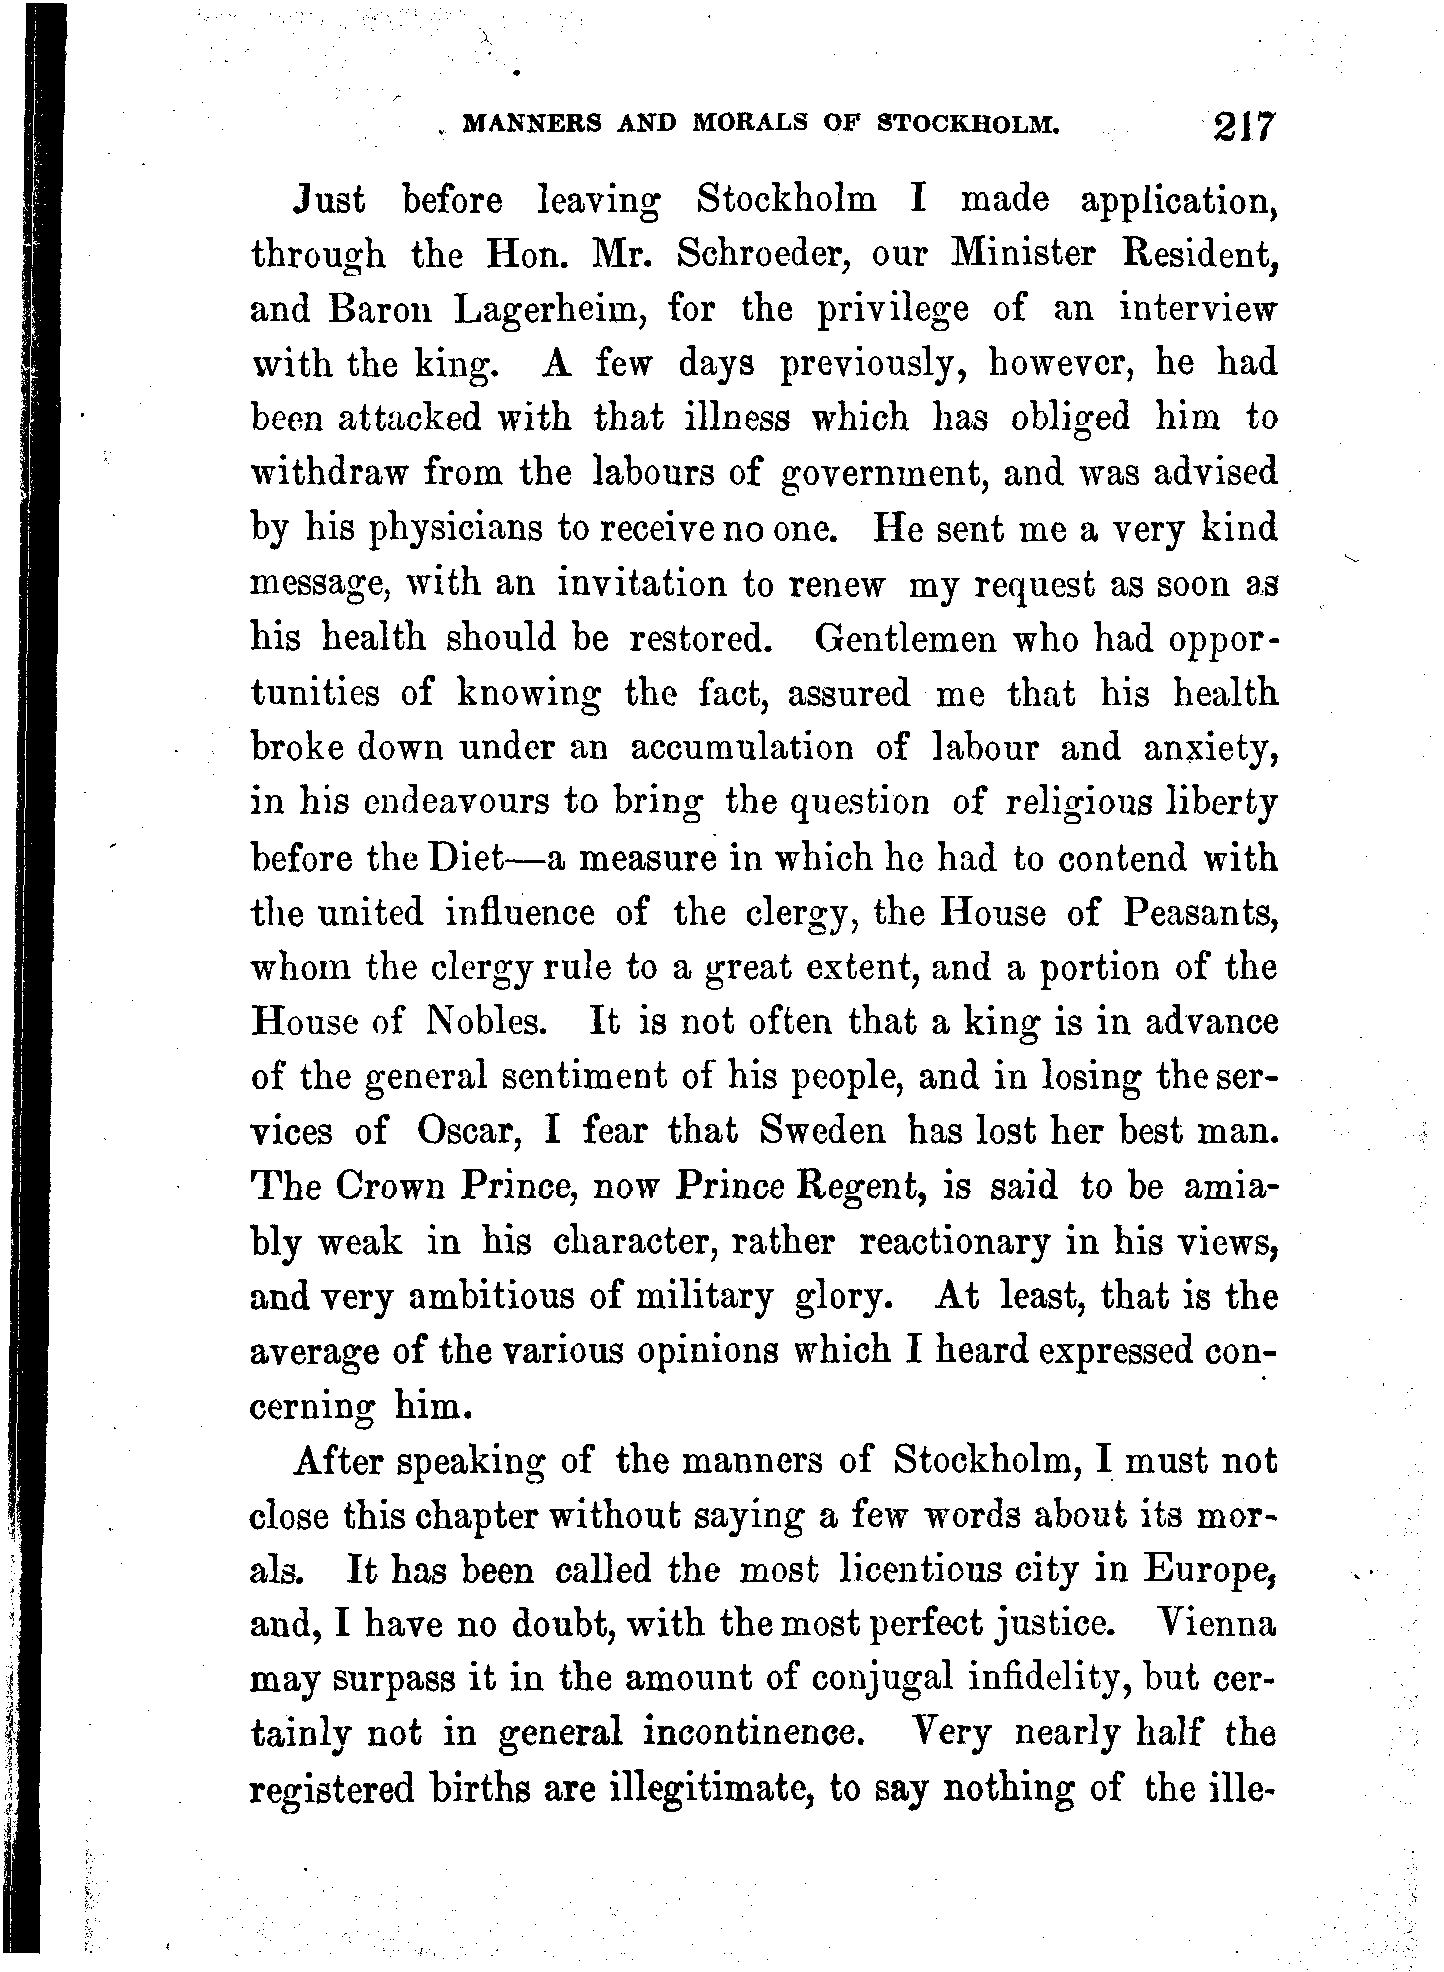 MANNERS AND MORALS OF STOCKHOLM. 217
Just before leaving Stockholm I made application,
through the Hon. Mr. Schroeder, our Minister Resident,
and Baron Lagerheim, for the privilege of an interview
with the king. A few days previously, however, he had
been attacked with that illness which has obliged him to
withdraw from the labours of government, and was advised
by his physicians to receive no one. He sent me a very kind
message, with an invitation to renew my request as soon as
his health should be restored. Gentlemen who had oppor-
tunities of knowing the fact, assured me that his health
broke down under an accumulation of labour and anxiety,
in his endeavours to bring the question of religious liberty
before the Diet—a measure in which he had to contend with
the united influence of the clergy, the House of Peasants,
whom the clergy rule to a great extent, and a portion of the
House of Nobles. It is not often that a king is in advance
of the general sentiment of his people, and in losing the ser-
vices of Oscar, I fear that Sweden has lost her best man.
The Crown Prince, now Prince Regent, is said to be amia-
bly weak in his character, rather reactionary in his views,
and very ambitious of military glory. At least, that is the
average of the various opinions which I heard expressed con-
cerning him.
After speaking of the manners of Stockholm, I must not
close this chapter without saying a few words about its mor-
als. It has been called the most licentious city in Europe,
and, I have no doubt, with the most perfect justice. Vienna
may surpass it in the amount of conjugal infidelity, but cer-
tainly not in general incontinence. Very nearly half the
registered births are illegitimate, to say nothing of the ille-